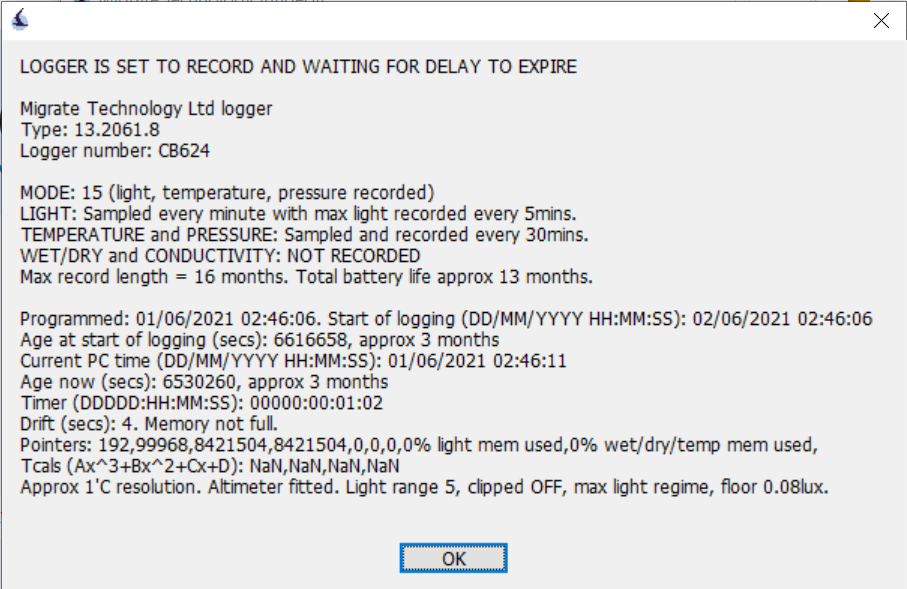 LOGGER IS SET TO RECORD AND WAITING FOR DELAY TO EXPIRE
Migrate Technology Ltd logger
Type: 13.2061.8
Logger number: CB624
MODE: 15 (light, temperature, pressure recorded)
LIGHT: Sampled every minute with max light recorded every 5mins.
TEMPERATURE and PRESSURE: Sampled and recorded every 30mins.
WET/DRY and CONDUCTIVITY: NOT RECORDED
Max record length = 16 months. Total battery life approx 13 months.
Programmed: 01/06/2021 02:46:06. Start of logging (DD/MM/YYYY HH:MM:SS): 02/06/2021 02:46:06
Age at start of logging (secs): 6616658, approx 3 months
Current PC time (DD/MM/YYYY HH:MM:SS): 01/06/2021 02:46:11
Age now (secs): 6530260, approx 3 months
Timer (DDDDD:HH:MM:SS): 00000:00:01:02
Drift (secs): 4. Memory not full.
Pointers: 192,99968,8421504,8421504,0,0,0,0% light mem used,0% wet/dry/temp mem used,
Tcals (Ax^3+Bx^2+Cx+D): NaN,NaN,NaN,NaN
Approx 1'C resolution. Altimeter fitted. Light range 5, clipped OFF, max light regime, floor 0.08lux.
OK